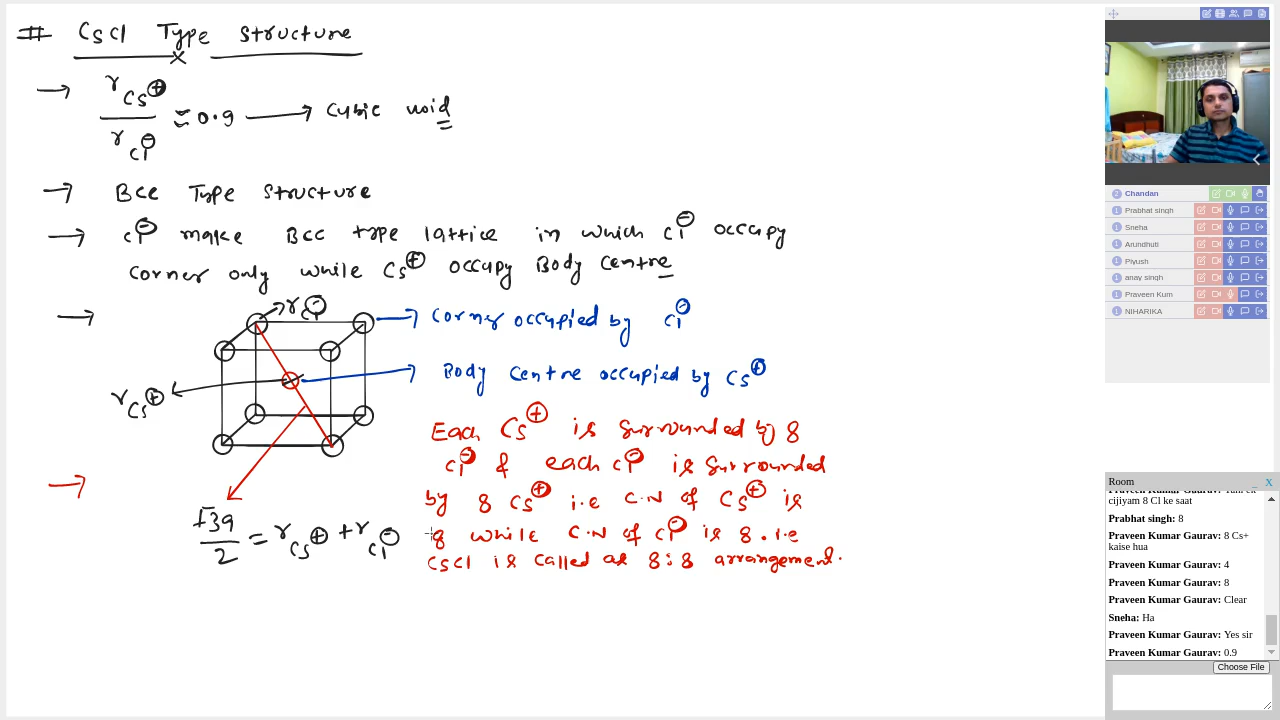 # CsCl Type Structure
→ rCs⊕ / rCl⊖ ≈ 0.9 → Cubic void
→ BCC Type Structure
→ Cl⊖ make BCC type lattice in which Cl⊖ occupy
corner only while Cs⊕ occupy Body Centre
→ rCl⊖
→ Corner occupied by Cl⊖
→ Body Centre occupied by Cs⊕
rCs⊕
Each Cs⊕ is surrounded by 8
Cl⊖ & each Cl⊖ is surrounded
by 8 Cs⊕ i.e C.N of Cs⊕ is
8 while C.N of Cl⊖ is 8. i.e
CsCl is called as 8:8 arrangement.
→
√3a / 2 = rCs⊕ + rCl⊖
Chandan
Prabhat singh
Sneha
Arundhuti
Piyush
anay singh
Praveen Kum
NIHARIKA
Room _ X
cijiyam 8 Cl ke saat
Prabhat singh: 8
Praveen Kumar Gaurav: 8 Cs+
kaise hua
Praveen Kumar Gaurav: 4
Praveen Kumar Gaurav: 8
Praveen Kumar Gaurav: Clear
Sneha: Ha
Praveen Kumar Gaurav: Yes sir
Praveen Kumar Gaurav: 0.9
Choose File